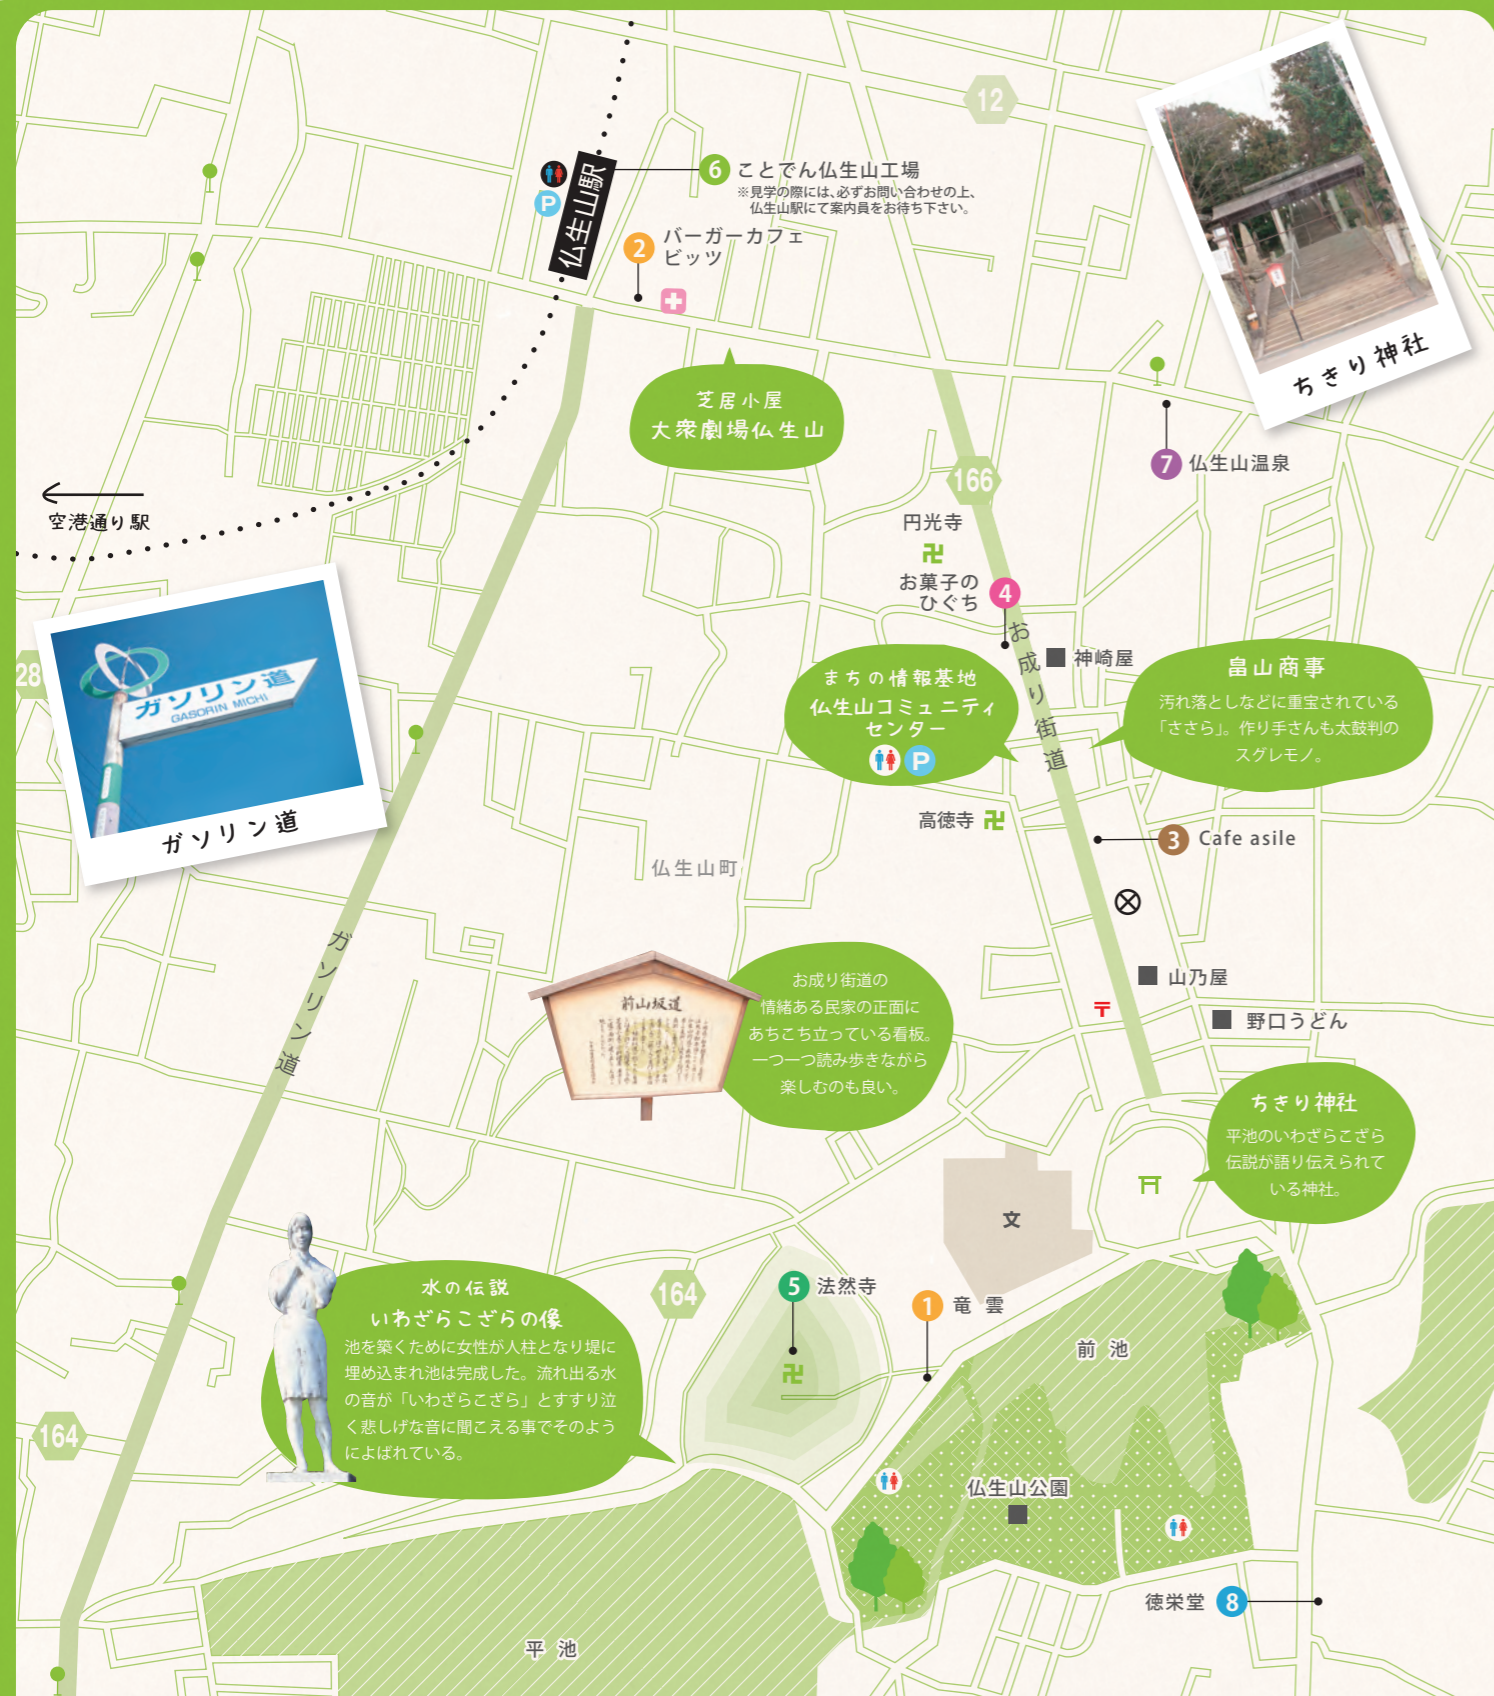 12
仏生山駅
P
6 ことでん仏生山工場
※見学の際には、必ずお問い合わせの上、
仏生山駅にて案内員をお待ち下さい。
2 バーガーカフェ
ビッツ
ちきり神社
芝居小屋
大衆劇場仏生山
7 仏生山温泉
166
空港通り駅
円光寺
お菓子の
ひぐち
4
お成り街道
神崎屋
28
ガソリン道
GASORIN MICHI
ガソリン道
まちの情報基地
仏生山コミュニティ
センター
P
畠山商事
汚れ落としなどに重宝されている
「ささら」。作り手さんも太鼓判の
スグレモノ。
高徳寺
3 Cafe asile
仏生山町
ガソリン道
前山坂道
お成り街道の
情緒ある民家の正面に
あちこち立っている看板。
一つ一つ読み歩きながら
楽しむのも良い。
山乃屋
〒
野口うどん
ちきり神社
平池のいわざらこざら
伝説が語り伝えられて
いる神社。
文
水の伝説
いわざらこざらの像
池を築くために女性が人柱となり堤に
埋め込まれ池は完成した。流れ出る水
の音が「いわざらこざら」とすすり泣
く悲しげな音に聞こえる事でそのよう
によばれている。
164
5 法然寺
1 竜雲
前池
164
仏生山公園
徳栄堂 8
平池